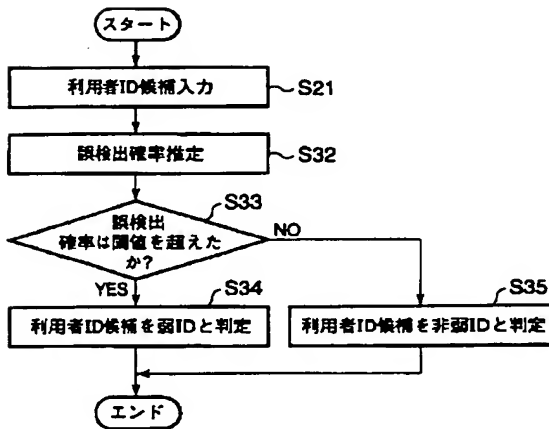 スタート
利用者ID候補入力
S21
誤検出確率推定
S32
S33
誤検出
確率は閾値を超えた
か?
NO
YES
S34
利用者ID候補を弱IDと判定
S35
利用者ID候補を非弱IDと判定
エンド